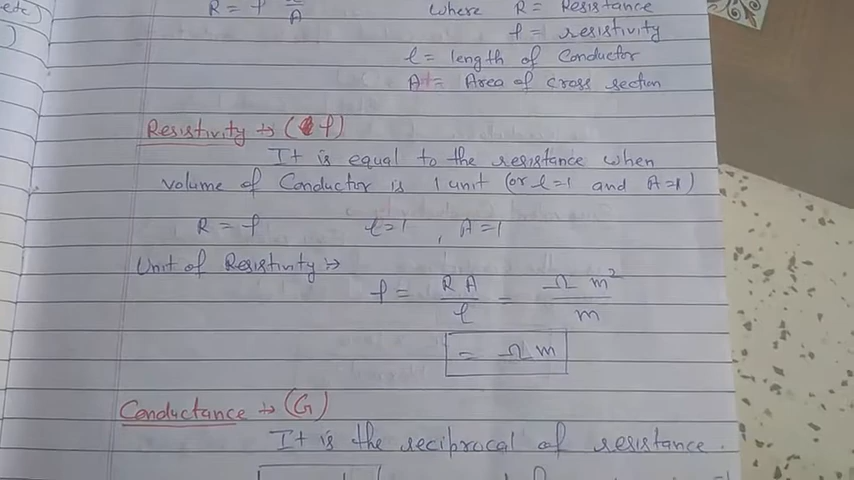 etc)
R = ρ l/A where R = Resistance
)
ρ = resistivity
l = length of Conductor
A = Area of cross section
Resistivity → (ρ)
It is equal to the resistance when
volume of Conductor is 1 unit (or l=1 and A=1)
R = ρ l=1 , A=1
Unit of Resistivity :→
ρ = RA/l = Ω m²/m
= Ω m
Conductance → (G)
It is the reciprocal of resistance.